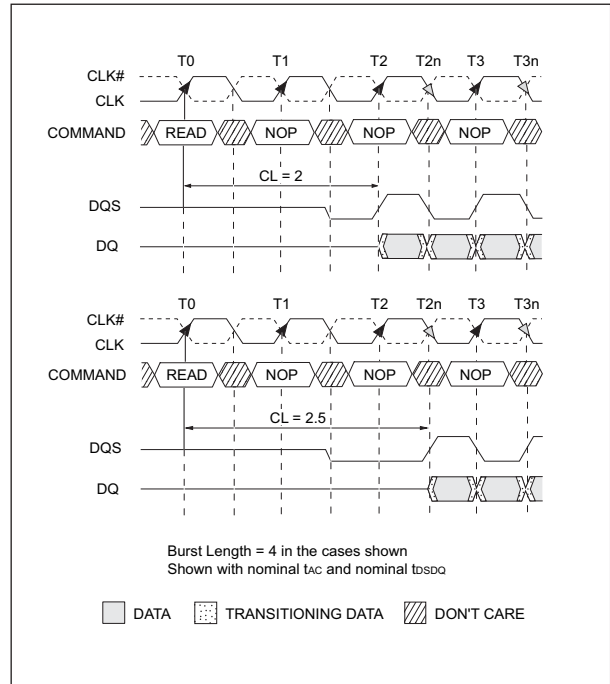 T0 T1 T2 T2n T3 T3n
CLK#
CLK
COMMAND READ NOP NOP NOP
CL = 2
DQS
DQ
T0 T1 T2 T2n T3 T3n
CLK#
CLK
COMMAND READ NOP NOP NOP
CL = 2.5
DQS
DQ
Burst Length = 4 in the cases shown
Shown with nominal tAC and nominal tDSDQ
DATA TRANSITIONING DATA DON'T CARE